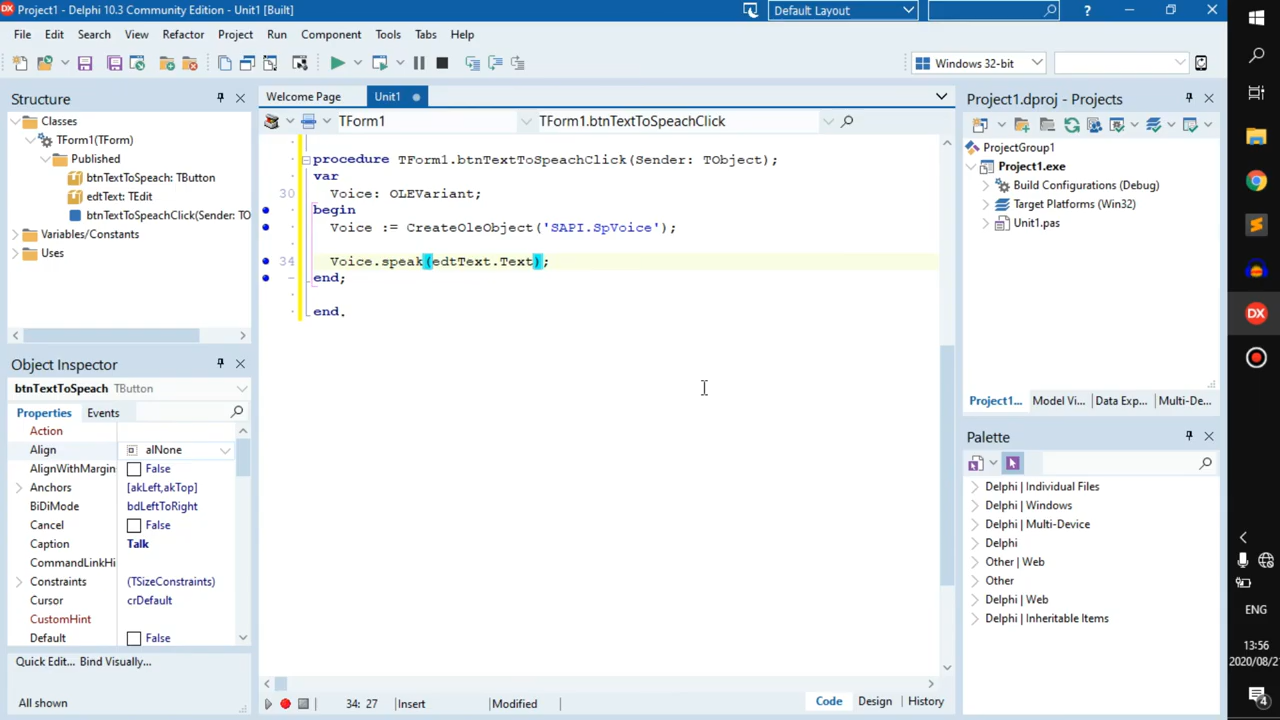 Project1 - Delphi 10.3 Community Edition - Unit1 [Built]
Default Layout
File Edit Search View Refactor Project Run Component Tools Tabs Help
Windows 32-bit
Structure
Classes
TForm1(TForm)
Published
btnTextToSpeach: TButton
edtText: TEdit
btnTextToSpeachClick(Sender: TO
Variables/Constants
Uses
Object Inspector
btnTextToSpeach TButton
Properties Events
Action
Align alNone
AlignWithMargin False
Anchors [akLeft,akTop]
BiDiMode bdLeftToRight
Cancel False
Caption Talk
CommandLinkHi
Constraints (TSizeConstraints)
Cursor crDefault
CustomHint
Default False
Quick Edit... Bind Visually...
All shown
Welcome Page Unit1
TForm1 TForm1.btnTextToSpeachClick
procedure TForm1.btnTextToSpeachClick(Sender: TObject);
var
30 Voice: OLEVariant;
begin
Voice := CreateOleObject('SAPI.SpVoice');
34 Voice.speak(edtText.Text);
end;
end.
34: 27 Insert Modified Code Design History
Project1.dproj - Projects
ProjectGroup1
Project1.exe
Build Configurations (Debug)
Target Platforms (Win32)
Unit1.pas
Project1... Model Vi... Data Exp... Multi-De...
Palette
Delphi | Individual Files
Delphi | Windows
Delphi | Multi-Device
Delphi
Other | Web
Other
Delphi | Web
Delphi | Inheritable Items
DX
ENG
13:56
2020/08/2
4